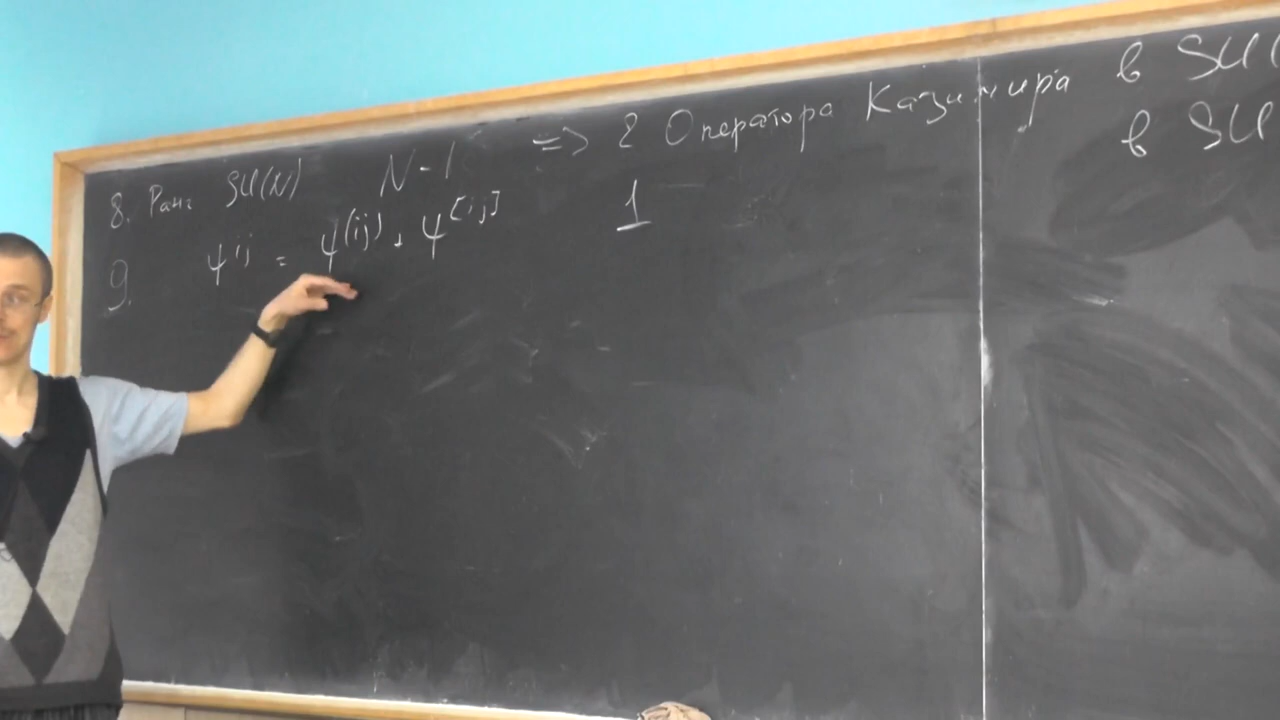 8. Ранг SU(N) N-1 => 2 Оператора Казимира в SU(
1 в SU
9. ψ^{ij} = ψ^{(ij)} + ψ^{[ij]}